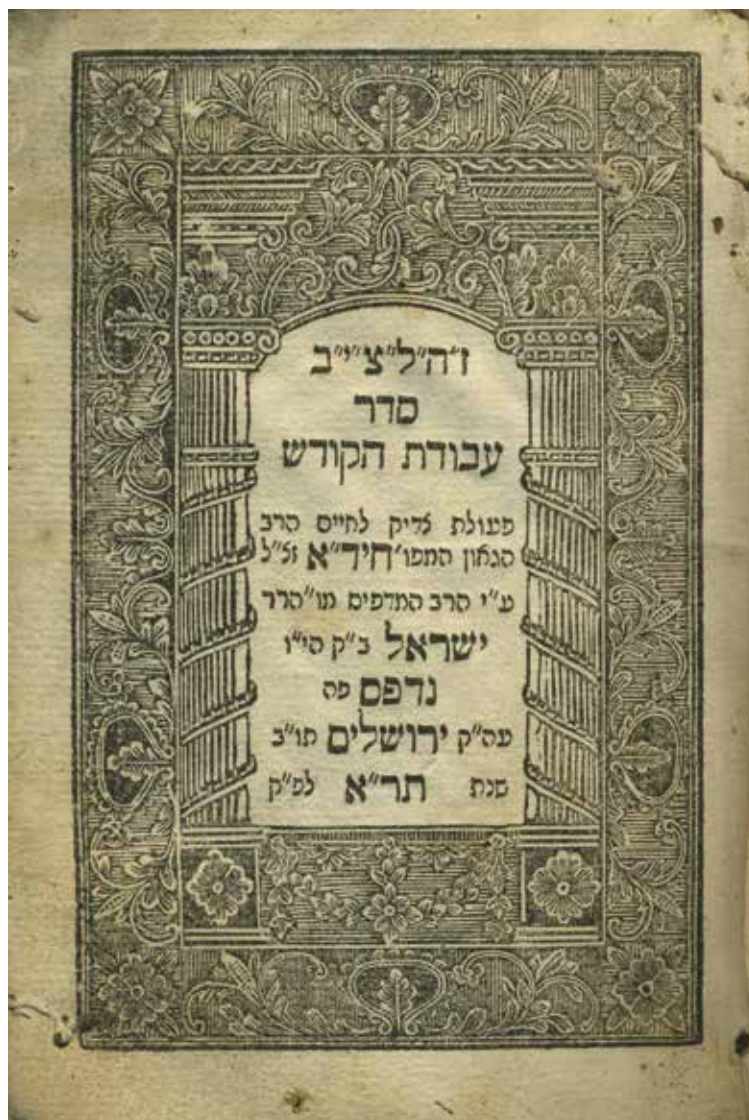 ז"ה"ל"צ"י"ב
סדר
עבודת הקודש
פעולת צדיק לחיים הרב
הגאון המפו' חיד"א זצ"ל
ע"י הרב המדפיס מו"הרר
ישראל ב"ק הי"ו
נדפס פה
עה"ק ירושלים תו"ב
שנת תר"א לפ"ק